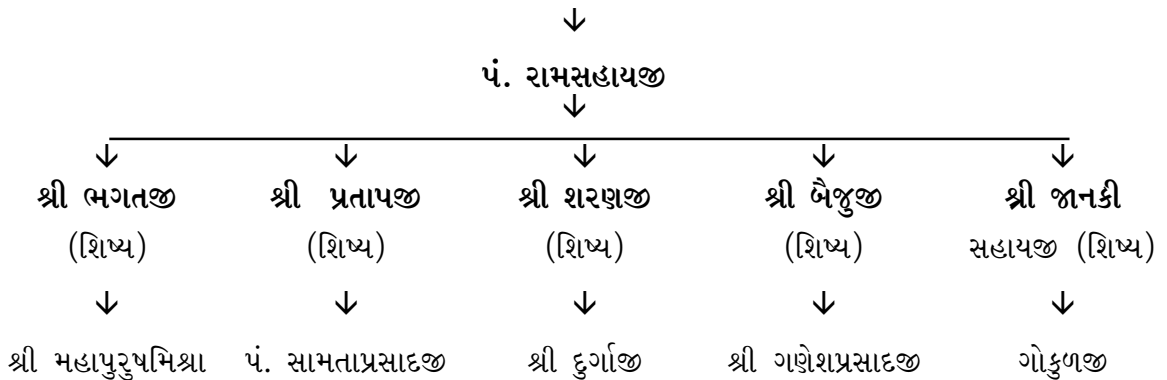 પં. રામસહાયજી
શ્રી ભગતજી શ્રી પ્રતાપજી શ્રી શરણજી શ્રી બૈજુજી શ્રી જાનકી
(શિષ્ય) (શિષ્ય) (શિષ્ય) (શિષ્ય) સહાયજી (શિષ્ય)
શ્રી મહાપુરુષમિશ્રા પં. સામતાપ્રસાદજી શ્રી દુર્ગાજી શ્રી ગણેશપ્રસાદજી ગોકુળજી